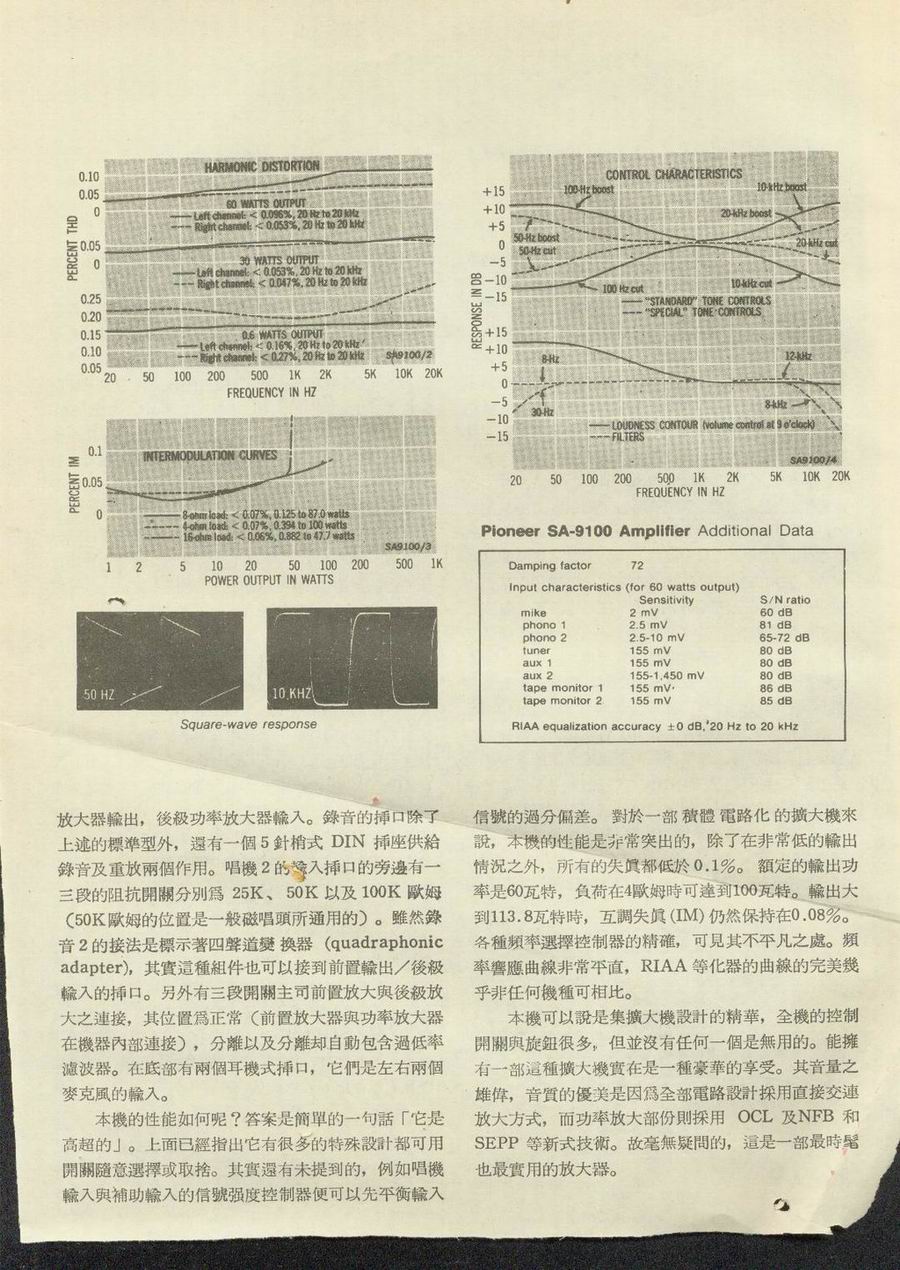 HARMONIC DISTORTION
0.10
0.05
0
60 WATTS OUTPUT
Left channel: < 0.096%, 20 Hz to 20 kHz
Right channel: < 0.053%, 20 Hz to 20 kHz
PERCENT THD
0.05
0
30 WATTS OUTPUT
Left channel: < 0.053%, 20 Hz to 20 kHz
Right channel: < 0.047%, 20 Hz to 20 kHz
0.25
0.20
0.15
0.10
0.05
0.6 WATTS OUTPUT
Left channel: < 0.16%, 20 Hz to 20 kHz
Right channel: < 0.27%, 20 Hz to 20 kHz
SA9100/2
20 50 100 200 500 1K 2K 5K 10K 20K
FREQUENCY IN HZ
INTERMODULATION CURVES
0.1
0.05
0
PERCENT IM
8-ohm load: < 0.07%, 0.125 to 87.0 watts
4-ohm load: < 0.07%, 0.394 to 100 watts
16-ohm load: < 0.06%, 0.882 to 47.7 watts
SA9100/3
1 2 5 10 20 50 100 200 500 1K
POWER OUTPUT IN WATTS
50 HZ
10 KHZ
Square-wave response
CONTROL CHARACTERISTICS
100-Hz boost
10-kHz boost
20-kHz boost
50-Hz boost
50-Hz cut
20-kHz cut
100 Hz cut
10-kHz cut
+15
+10
+5
0
−5
−10
−15
"STANDARD" TONE CONTROLS
"SPECIAL" TONE CONTROLS
RESPONSE IN DB
+15
+10
+5
0
−5
−10
−15
8-Hz
12-kHz
30-Hz
8-kHz
LOUDNESS CONTOUR (volume control at 9 o'clock)
FILTERS
SA9100/4
20 50 100 200 500 1K 2K 5K 10K 20K
FREQUENCY IN HZ
Pioneer SA-9100 Amplifier Additional Data
Damping factor 72
Input characteristics (for 60 watts output)
Sensitivity S/N ratio
mike 2 mV 60 dB
phono 1 2.5 mV 81 dB
phono 2 2.5-10 mV 65-72 dB
tuner 155 mV 80 dB
aux 1 155 mV 80 dB
aux 2 155-1,450 mV 80 dB
tape monitor 1 155 mV 86 dB
tape monitor 2 155 mV 85 dB
RIAA equalization accuracy ±0 dB, 20 Hz to 20 kHz
放大器輸出，後級功率放大器輸入。錄音的挿口除了
上述的標準型外，還有一個5針梢式 DIN 揷座供給
錄音及重放兩個作用。唱機2的輸入挿口的旁邊有一
三段的阻抗開關分別爲 25K、50K 以及 100K 歐姆
（50K歐姆的位置是一般磁唱頭所通用的）。雖然錄
音2的接法是標示著四聲道變換器 (quadraphonic
adapter)，其實這種組件也可以接到前置輸出／後級
輸入的挿口。另外有三段開關主司前置放大與後級放
大之連接，其位置爲正常（前置放大器與功率放大器
在機器內部連接），分離以及分離却自動包含過低率
濾波器。在底部有兩個耳機式挿口，它們是左右兩個
麥克風的輸入。
本機的性能如何呢？答案是簡單的一句話「它是
高超的」。上面已經指出它有很多的特殊設計都可用
開關隨意選擇或取捨。其實還有未提到的，例如唱機
輸入與補助輸入的信號强度控制器便可以先平衡輸入
信號的過分偏差。 對於一部 積體 電路化 的擴大機來
說，本機的性能是非常突出的，除了在非常低的輸出
情況之外，所有的失眞都低於 0.1%。 額定的輸出功
率是60瓦特，負荷在4歐姆時可達到100瓦特。輸出大
到113.8瓦特時，互調失眞 (IM) 仍然保持在0.08%。
各種頻率選擇控制器的精確，可見其不平凡之處。頻
率響應曲線非常平直，RIAA 等化器的曲線的完美幾
乎非任何機種可相比。
本機可以說是集擴大機設計的精華，全機的控制
開關與旋鈕很多，但並沒有任何一個是無用的。能擁
有一部這種擴大機實在是一種豪華的享受。其音量之
雄偉，音質的優美是因爲全部電路設計採用直接交連
放大方式，而功率放大部份則採用 OCL 及NFB 和
SEPP 等新式技術。故毫無疑問的，這是一部最時髦
也最實用的放大器。